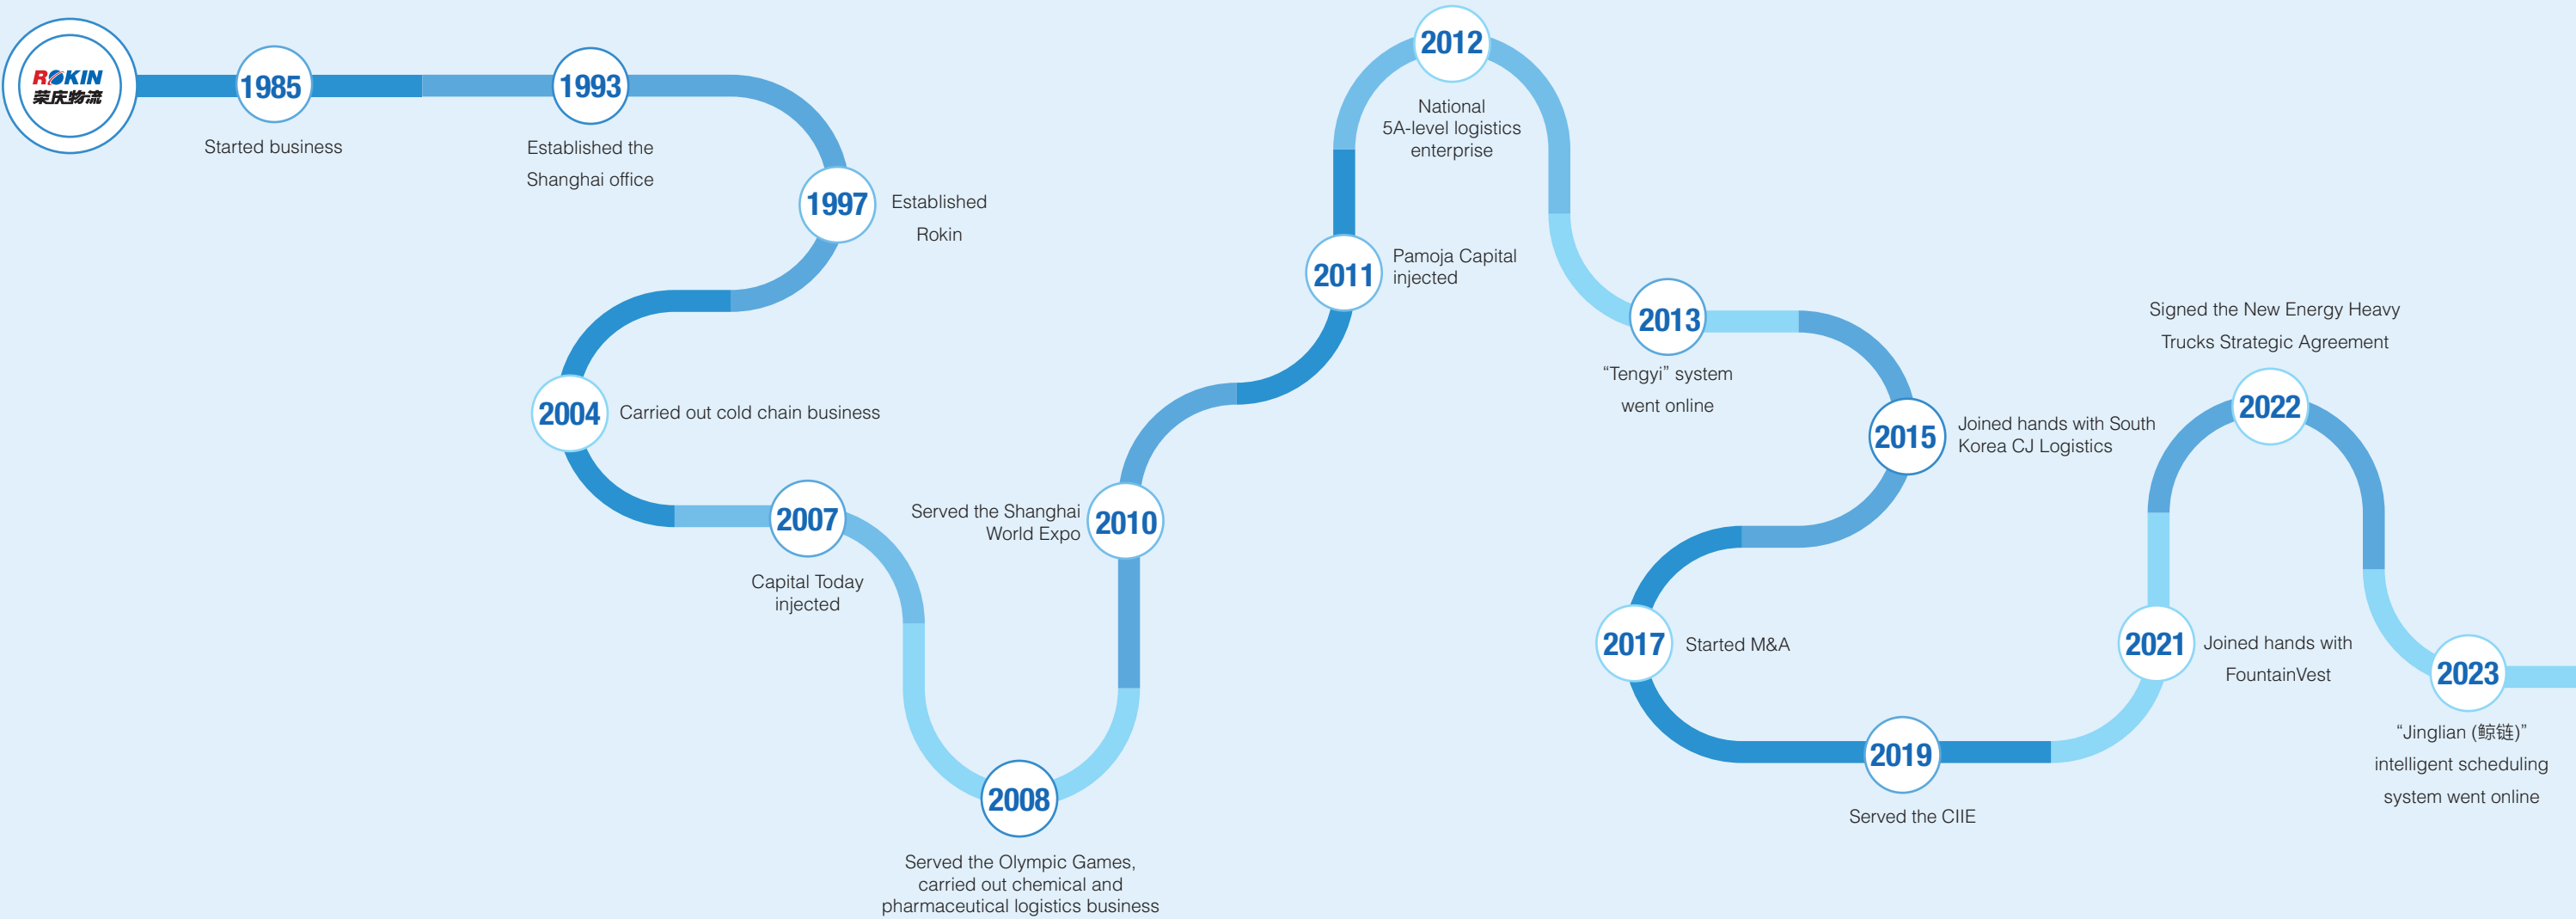 ROKIN
荣庆物流
1985
Started business
1993
Established the
Shanghai office
1997
Established
Rokin
2004
Carried out cold chain business
2007
Capital Today
injected
2008
Served the Olympic Games,
carried out chemical and
pharmaceutical logistics business
2010
Served the Shanghai
World Expo
2011
Pamoja Capital
injected
2012
National
5A-level logistics
enterprise
2013
“Tengyi” system
went online
2015
Joined hands with South
Korea CJ Logistics
2017
Started M&A
2019
Served the CIIE
2021
Joined hands with
FountainVest
2022
Signed the New Energy Heavy
Trucks Strategic Agreement
2023
“Jinglian (鲸链)”
intelligent scheduling
system went online